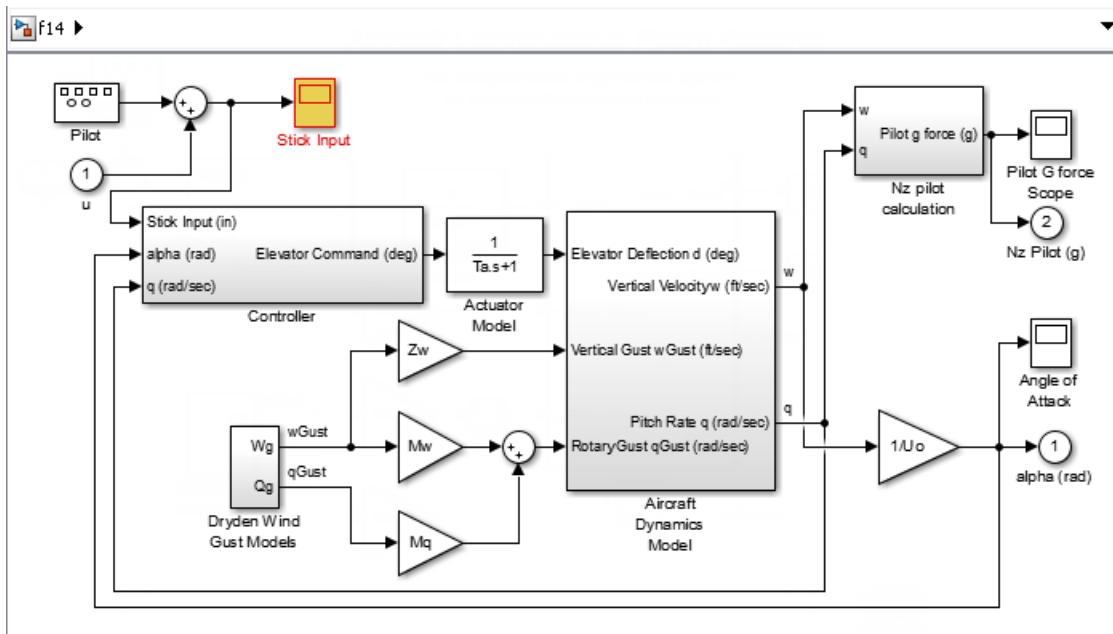 f14
Pilot
+
+
Stick Input
1
u
Stick Input (in)
alpha (rad)
q (rad/sec)
Elevator Command (deg)
Controller
1
Ta.s+1
Actuator
Model
Elevator Deflection d (deg)
Vertical Velocityw (ft/sec)
Vertical Gust wGust (ft/sec)
Pitch Rate q (rad/sec)
RotaryGust qGust (rad/sec)
Aircraft
Dynamics
Model
w
q
w
q
Pilot g force (g)
Nz pilot
calculation
Pilot G force
Scope
2
Nz Pilot (g)
Angle of
Attack
1/Uo
1
alpha (rad)
Zw
Mw
Mq
+
+
Wg
Qg
wGust
qGust
Dryden Wind
Gust Models